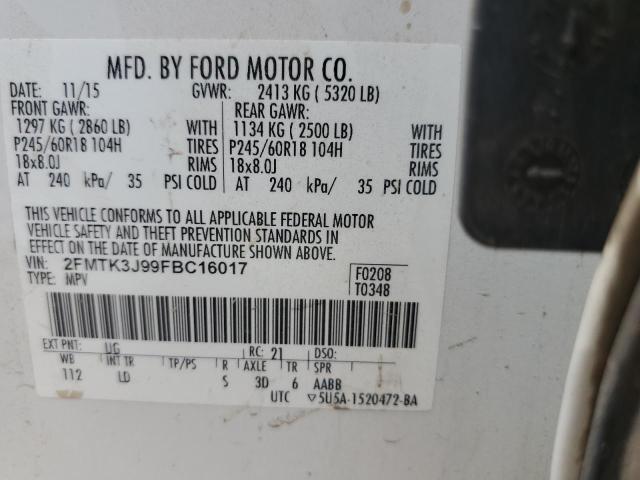 MFD. BY FORD MOTOR CO.
DATE: 11/15 GVWR: 2413 KG ( 5320 LB)
FRONT GAWR: REAR GAWR:
1297 KG ( 2860 LB) WITH 1134 KG ( 2500 LB) WITH
P245/60R18 104H TIRES P245/60R18 104H TIRES
18x8.0J RIMS 18x8.0J RIMS
AT 240 kPa/ 35 PSI COLD AT 240 kPa/ 35 PSI COLD
THIS VEHICLE CONFORMS TO ALL APPLICABLE FEDERAL MOTOR
VEHICLE SAFETY AND THEFT PREVENTION STANDARDS IN
EFFECT ON THE DATE OF MANUFACTURE SHOWN ABOVE.
VIN: 2FMTK3J99FBC16017 F0208
TYPE: MPV T0348
EXT PNT: UG RC: 21 DSO:
WB INT TR TP/PS R AXLE TR SPR
112 LD S 3D 6 AABB
UTC ▽5U5A-1520472-BA